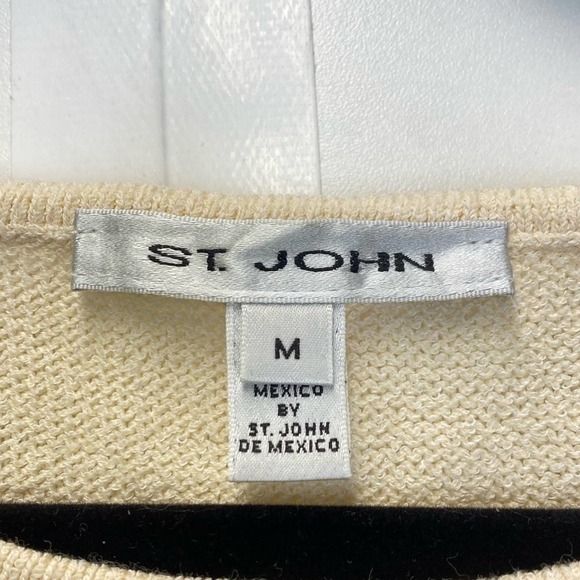 ST. JOHN
M
MEXICO
BY
ST. JOHN
DE MEXICO